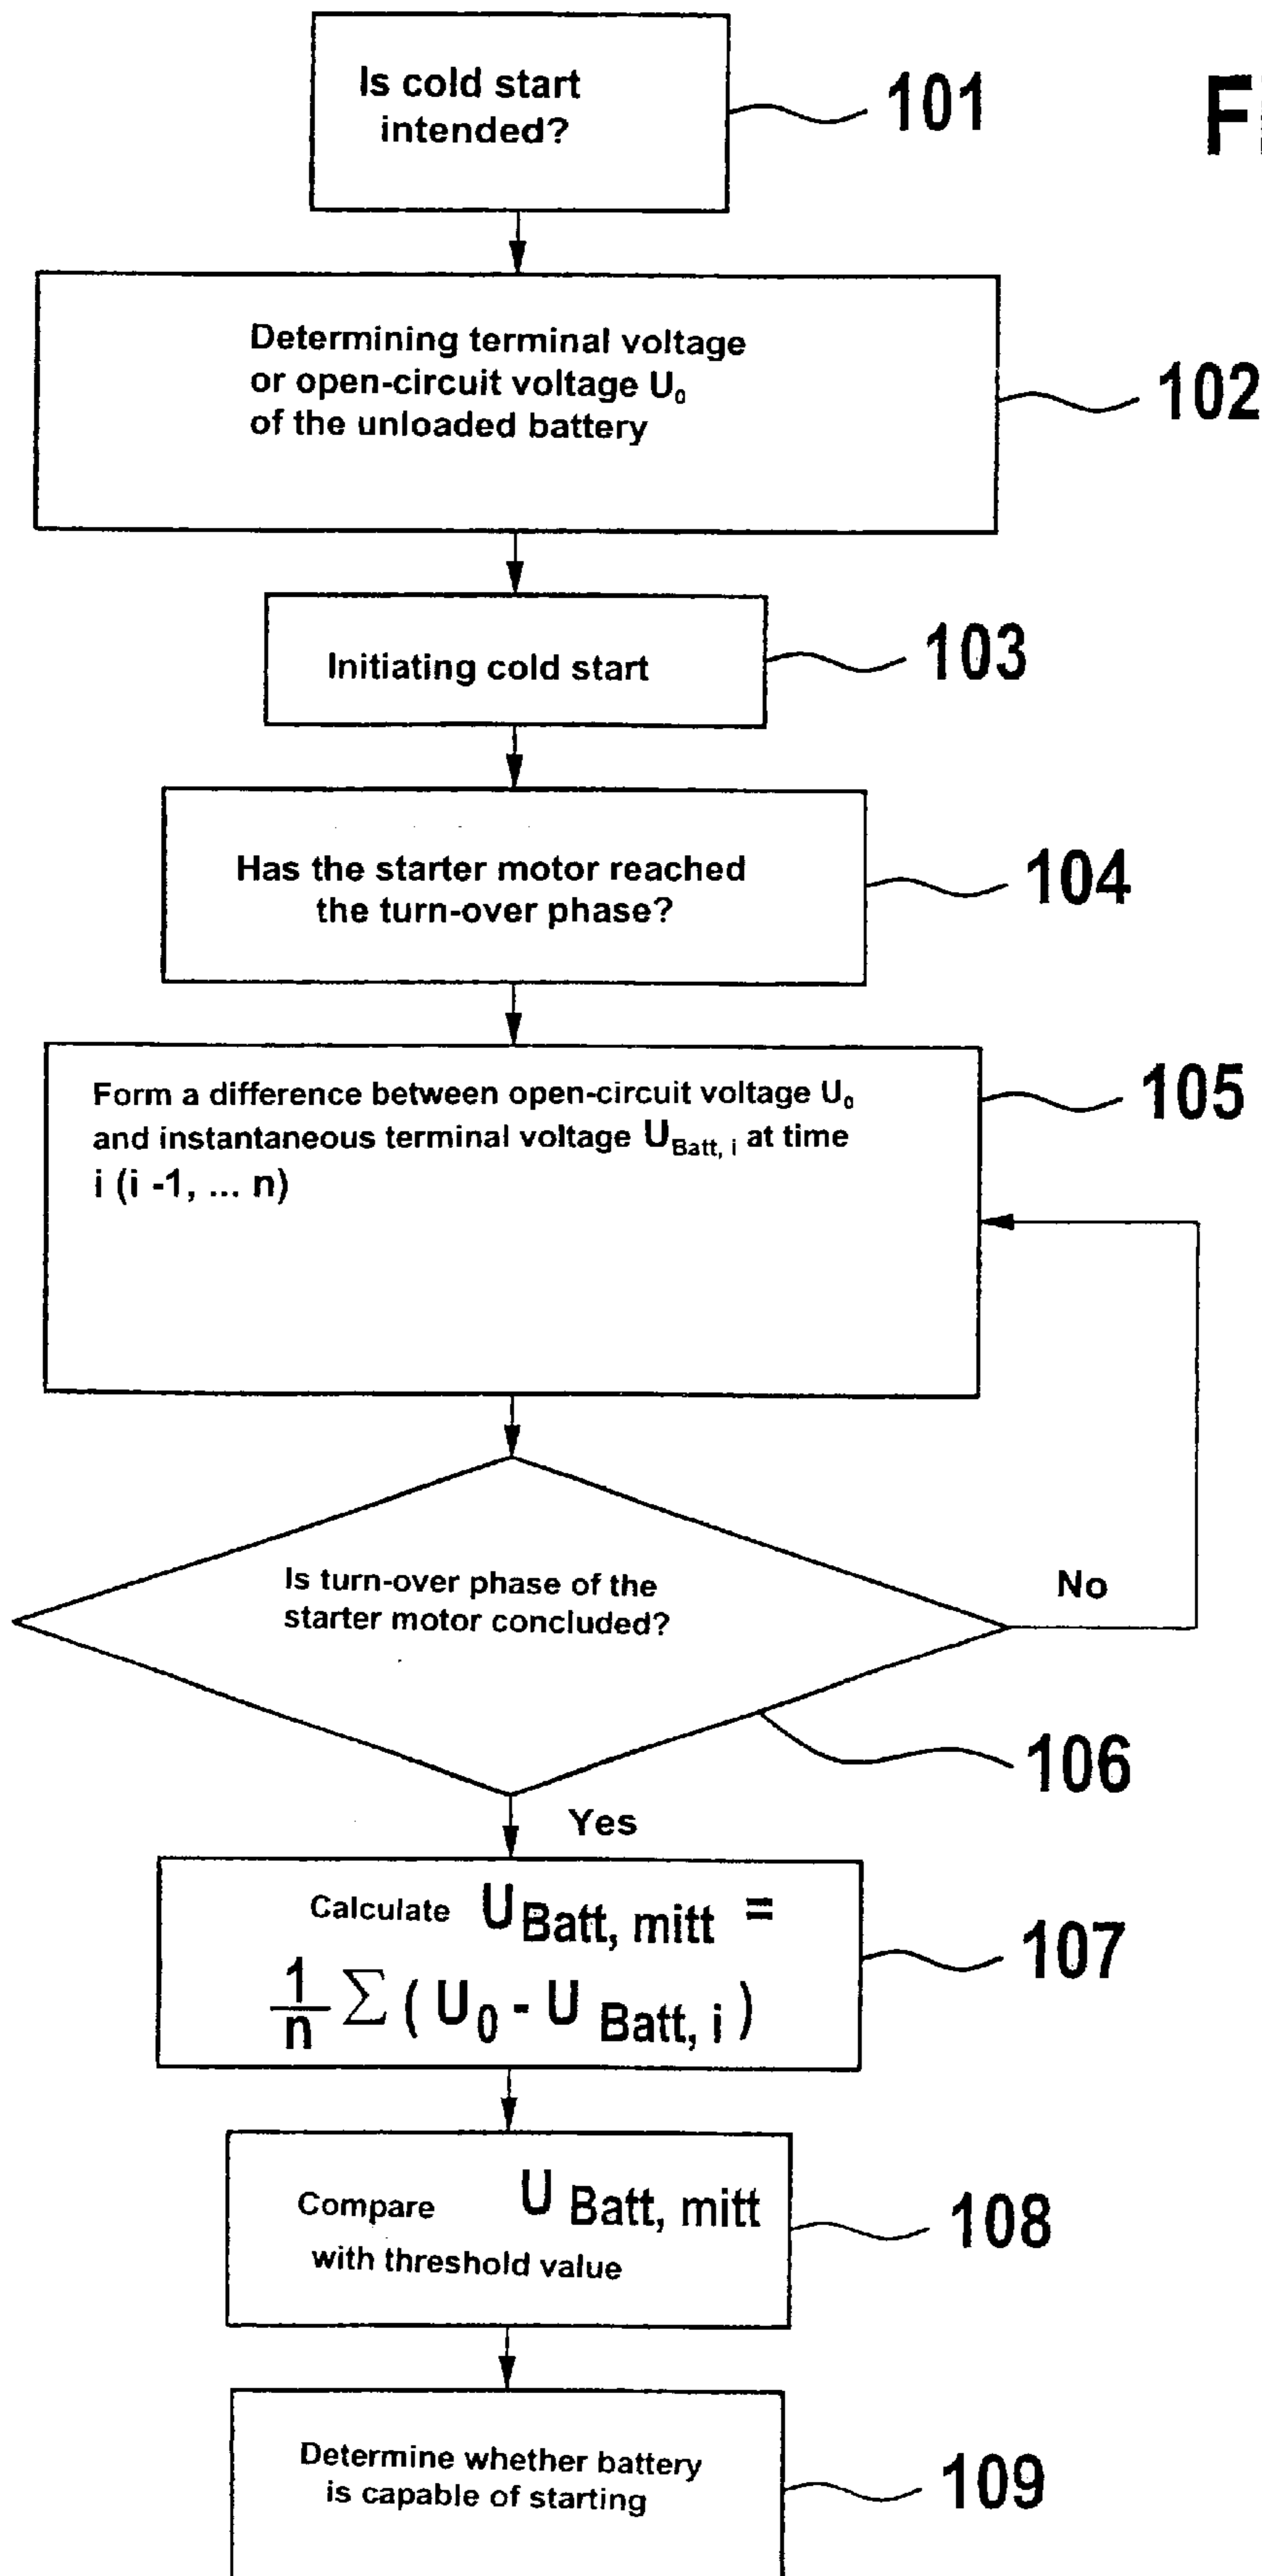 Is cold start
intended?
101
Determining terminal voltage
or open-circuit voltage U₀
of the unloaded battery
102
Initiating cold start
103
Has the starter motor reached
the turn-over phase?
104
Form a difference between open-circuit voltage U₀
and instantaneous terminal voltage U_Batt, i at time
i (i -1, ... n)
105
Is turn-over phase of the
starter motor concluded?
No
106
Yes
Calculate U_Batt, mitt =
1/n Σ ( U₀ - U_Batt, i )
107
Compare U_Batt, mitt
with threshold value
108
Determine whether battery
is capable of starting
109